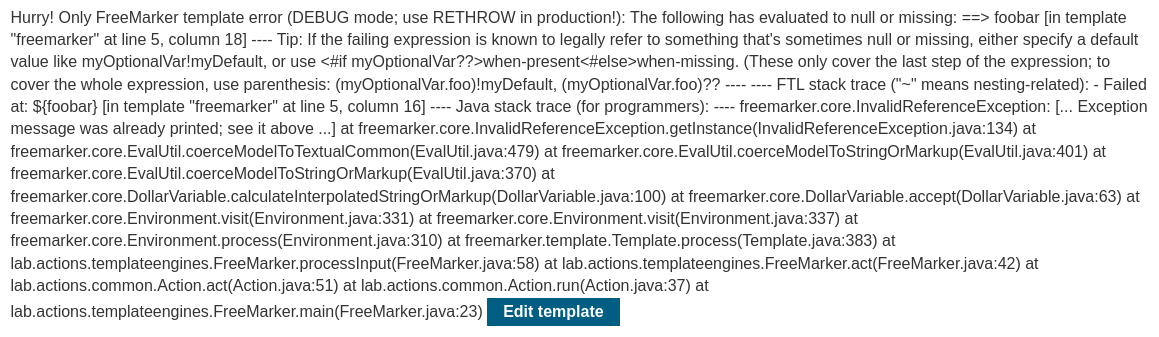 Hurry! Only FreeMarker template error (DEBUG mode; use RETHROW in production!): The following has evaluated to null or missing: ==> foobar [in template
"freemarker" at line 5, column 18] ---- Tip: If the failing expression is known to legally refer to something that's sometimes null or missing, either specify a default
value like myOptionalVar!myDefault, or use <#if myOptionalVar??>when-present<#else>when-missing. (These only cover the last step of the expression; to
cover the whole expression, use parenthesis: (myOptionalVar.foo)!myDefault, (myOptionalVar.foo)?? ---- ---- FTL stack trace ("~" means nesting-related): - Failed
at: ${foobar} [in template "freemarker" at line 5, column 16] ---- Java stack trace (for programmers): ---- freemarker.core.InvalidReferenceException: [... Exception
message was already printed; see it above ...] at freemarker.core.InvalidReferenceException.getInstance(InvalidReferenceException.java:134) at
freemarker.core.EvalUtil.coerceModelToTextualCommon(EvalUtil.java:479) at freemarker.core.EvalUtil.coerceModelToStringOrMarkup(EvalUtil.java:401) at
freemarker.core.EvalUtil.coerceModelToStringOrMarkup(EvalUtil.java:370) at
freemarker.core.DollarVariable.calculateInterpolatedStringOrMarkup(DollarVariable.java:100) at freemarker.core.DollarVariable.accept(DollarVariable.java:63) at
freemarker.core.Environment.visit(Environment.java:331) at freemarker.core.Environment.visit(Environment.java:337) at
freemarker.core.Environment.process(Environment.java:310) at freemarker.template.Template.process(Template.java:383) at
lab.actions.templateengines.FreeMarker.processInput(FreeMarker.java:58) at lab.actions.templateengines.FreeMarker.act(FreeMarker.java:42) at
lab.actions.common.Action.act(Action.java:51) at lab.actions.common.Action.run(Action.java:37) at
lab.actions.templateengines.FreeMarker.main(FreeMarker.java:23) Edit template